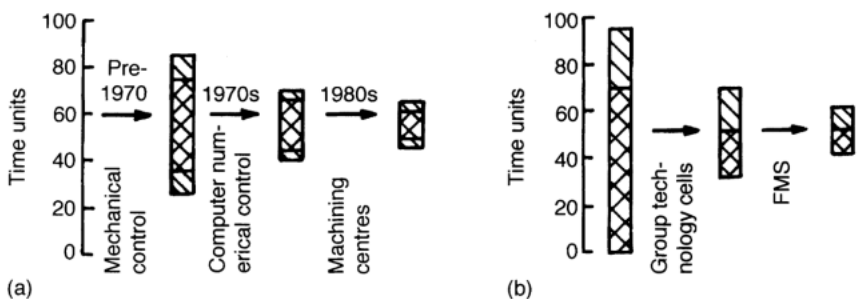 100
80
60
40
20
0
Time units
Pre-
1970
1970s
1980s
Mechanical
control
Computer num-
erical control
Machining
centres
(a)
100
80
60
40
20
0
Time units
Group tech-
nology cells
FMS
(b)